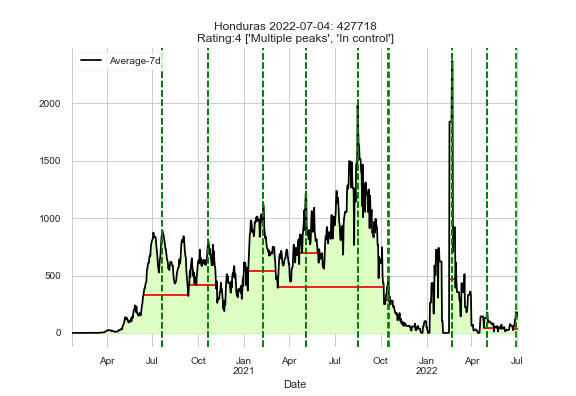 Honduras 2022-07-04: 427718
Rating:4 ['Multiple peaks', 'In control']
Average-7d
2000
1500
1000
500
0
Apr Jul Oct Jan Apr Jul Oct Jan Apr Jul
2021 2022
Date